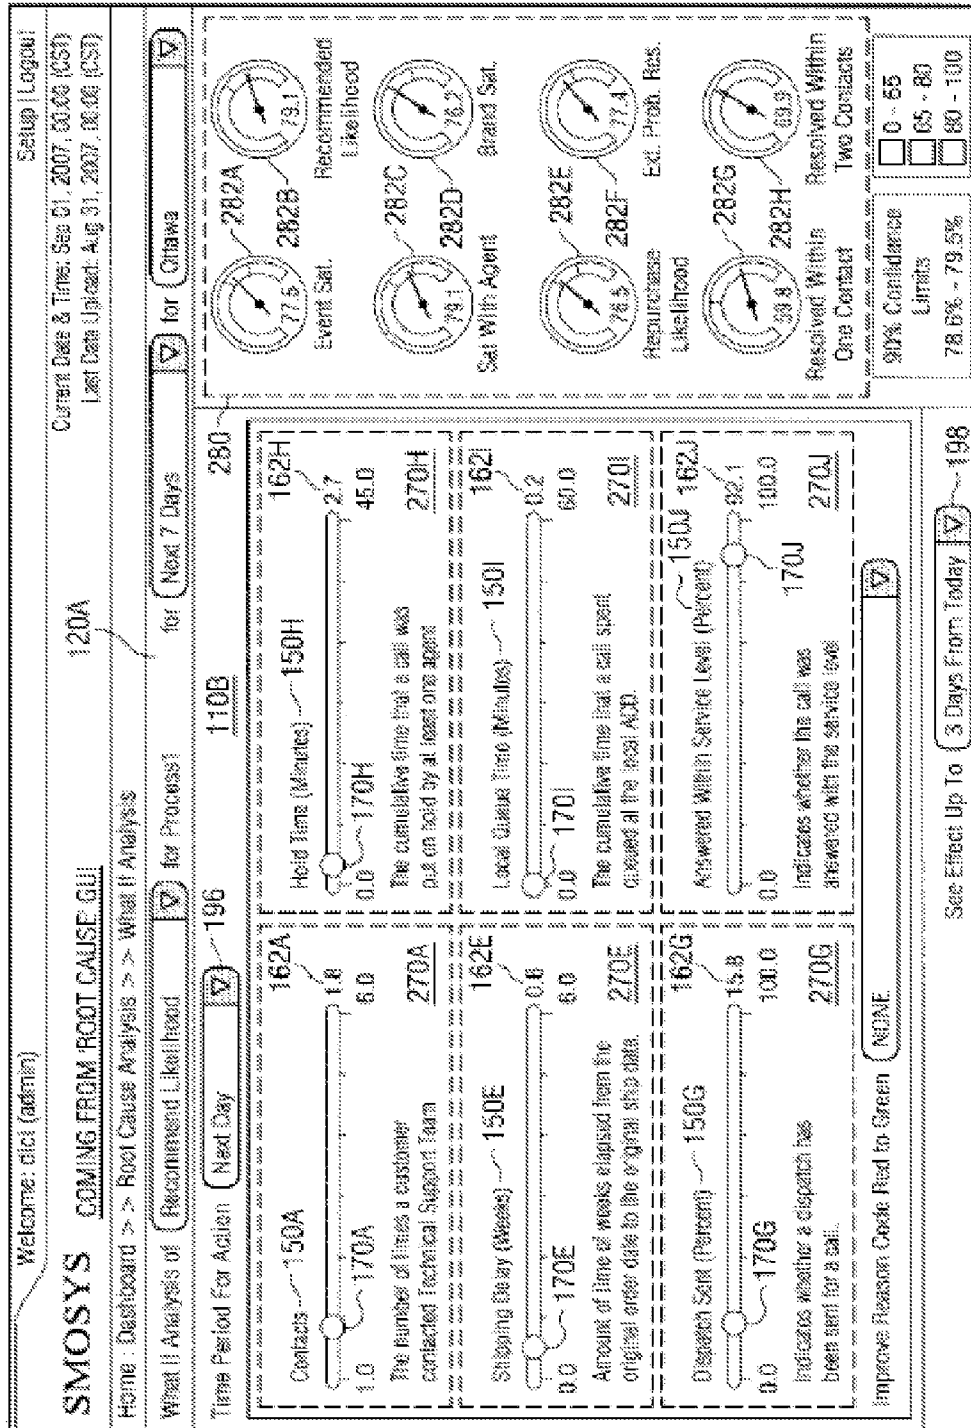 Welcome: cici (admin)
Setup | Logout
SMOSYS
COMING FROM 'ROOT CAUSE GUI'
120A
Current Date & Time: Sep 01, 2007, 00:00 (CST)
Last Data Upload: Aug 31, 2007, 00:00 (CST)
Home : Dashboard > > Root Cause Analysis > > What If Analysis
What If Analysis of Recommend Likelihood for Process1 for Next 7 Days for Ottawa
Time Period For Action Next Day 196
110B
280
Contacts 150A
162A
1.0 170A 1.8
6.0
The number of times a customer
contacted Technical Support Team
270A
Hold Time (Minutes) 150H
162H
0.0 170H 2.7
45.0
The cumulative time that a call was
put on hold by at least one agent
270H
Shipping Delay (Weeks) 150E
162E
0.0 170E 0.6
6.0
Amount of time of weeks elapsed from the
original order date to the original ship date.
270E
Local Queue Time (Minutes) 150I
162I
0.0 170I 0.2
60.0
The cumulative time that a call spent
queued at the local ACD.
270I
Dispatch Sent (Percent) 150G
162G
0.0 170G 15.8
100.0
Indicates whether a dispatch has
been sent for a call.
270G
Answered Within Service Level (Percent) 150J
162J
0.0 170J 92.1
100.0
Indicates whether the call was
answered with the service level
270J
Improve Reason Code Red to Green NONE
See Effect Up To 3 Days From Today 198
77.5 282A 79.1
Event Sat. 282B Recommended
Likelihood
79.1 282C 76.2
Sat With Agent 282D Brand Sat.
76.5 282E 77.4
Repurchase
Likelihood 282F Ext. Prob. Res.
282G 69.9
Resolved Within
One Contact 282H Resolved Within
Two Contacts
90% Confidance
Limits
78.6% - 79.5%
0 - 65
65 - 80
80 - 100